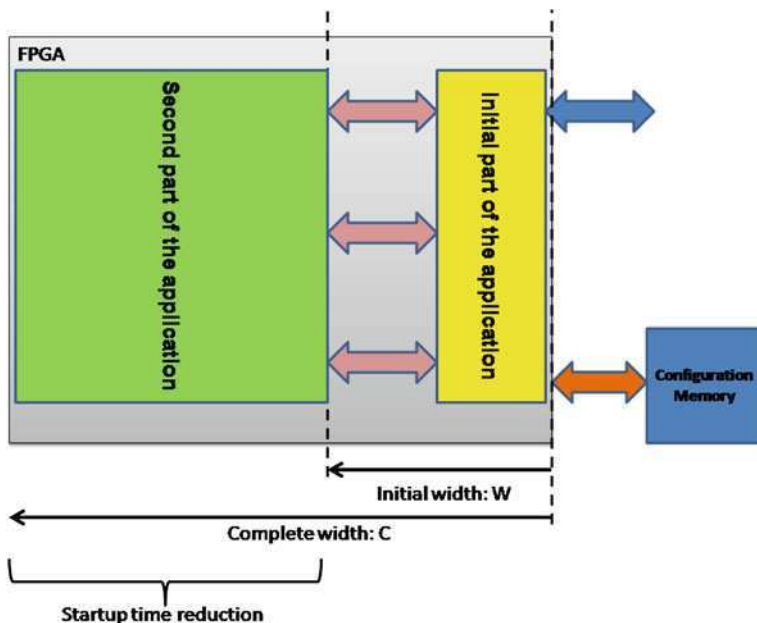 FPGA
Second part of the application
Initial part of the application
Configuration
Memory
Initial width: W
Complete width: C
Startup time reduction